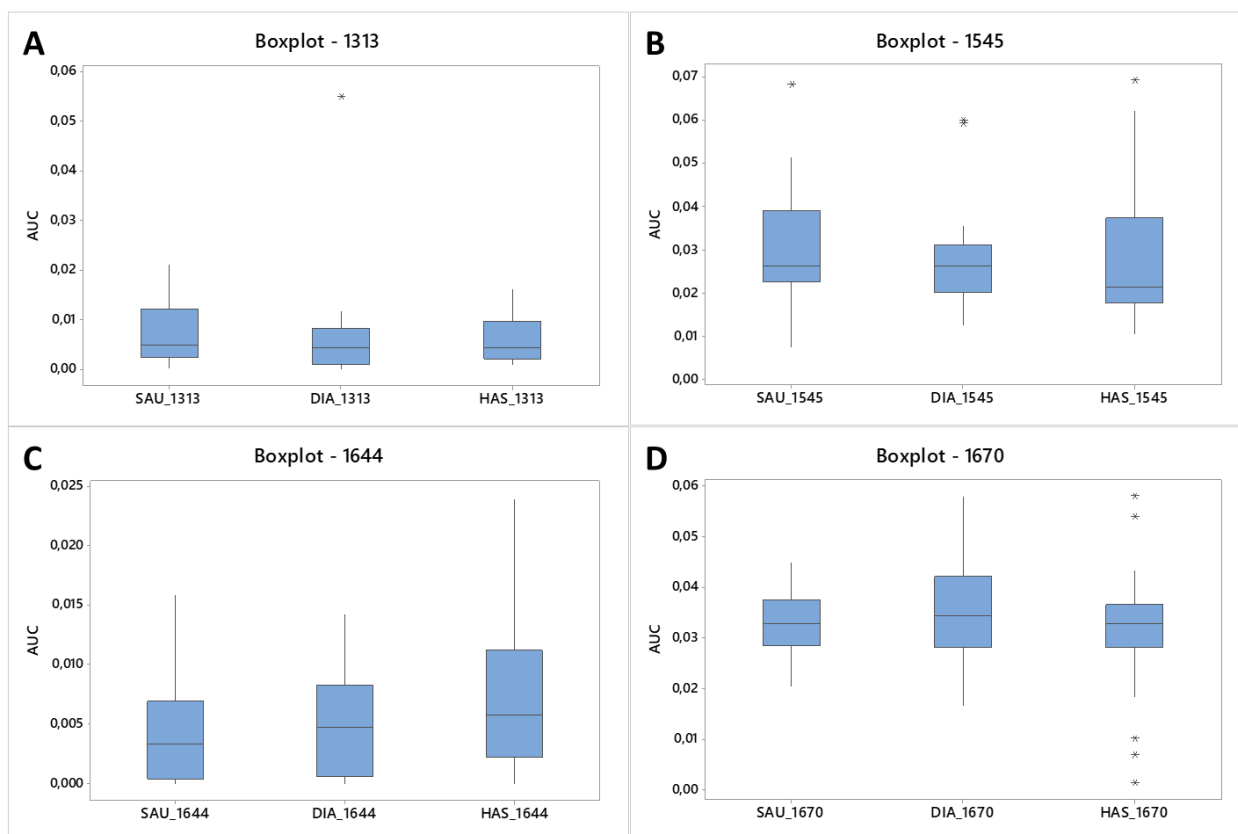 A
Boxplot - 1313
AUC
0,06
0,05
0,04
0,03
0,02
0,01
0,00
SAU_1313 DIA_1313 HAS_1313
B
Boxplot - 1545
AUC
0,07
0,06
0,05
0,04
0,03
0,02
0,01
0,00
SAU_1545 DIA_1545 HAS_1545
C
Boxplot - 1644
AUC
0,025
0,020
0,015
0,010
0,005
0,000
SAU_1644 DIA_1644 HAS_1644
D
Boxplot - 1670
AUC
0,06
0,05
0,04
0,03
0,02
0,01
0,00
SAU_1670 DIA_1670 HAS_1670